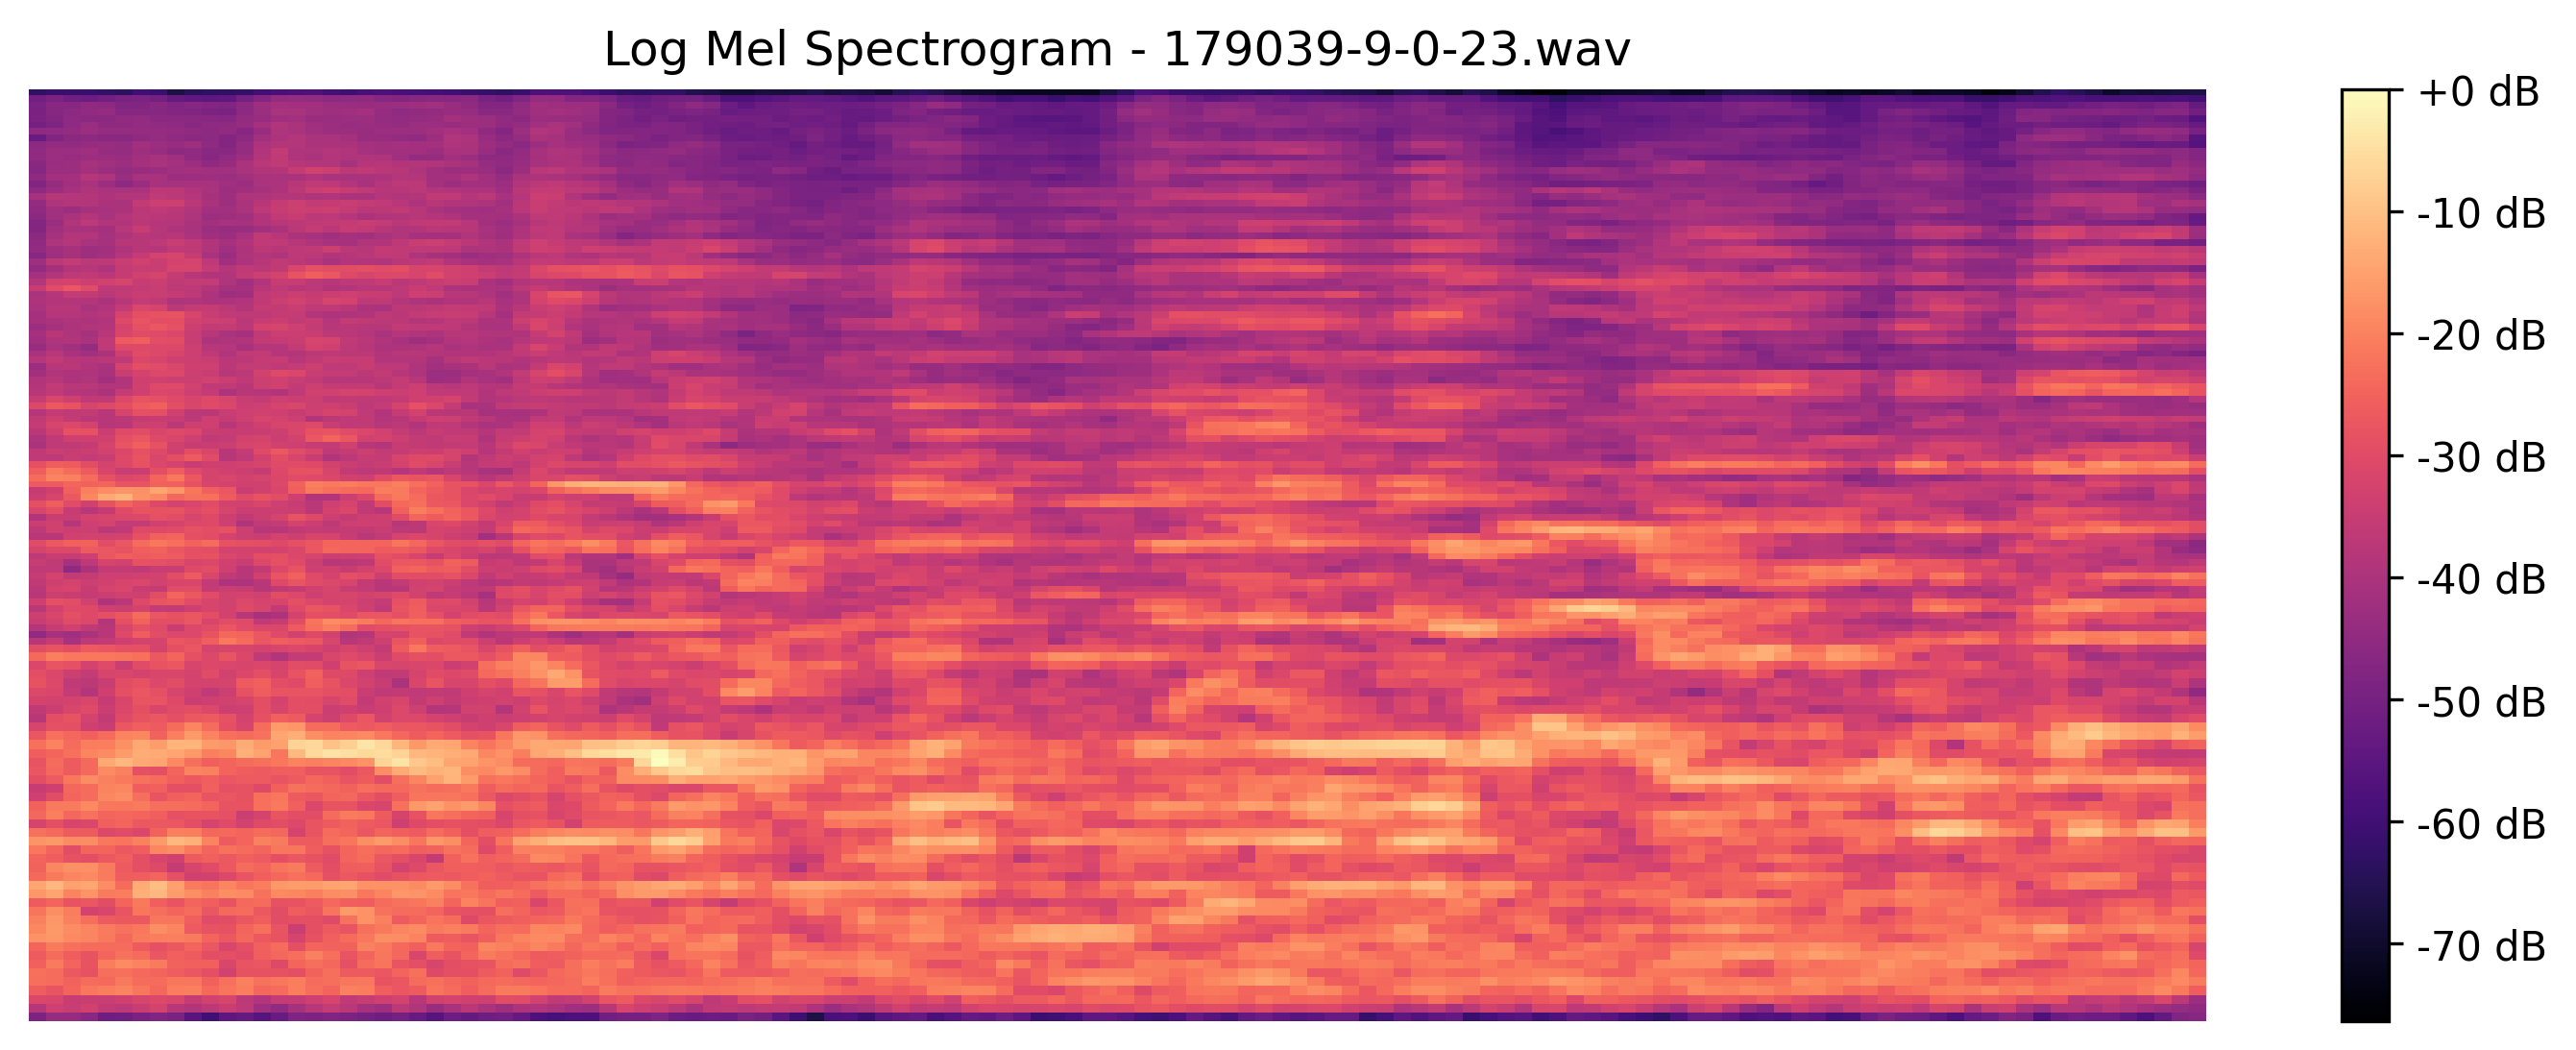 Log Mel Spectrogram - 179039-9-0-23.wav
+0 dB
-10 dB
-20 dB
-30 dB
-40 dB
-50 dB
-60 dB
-70 dB